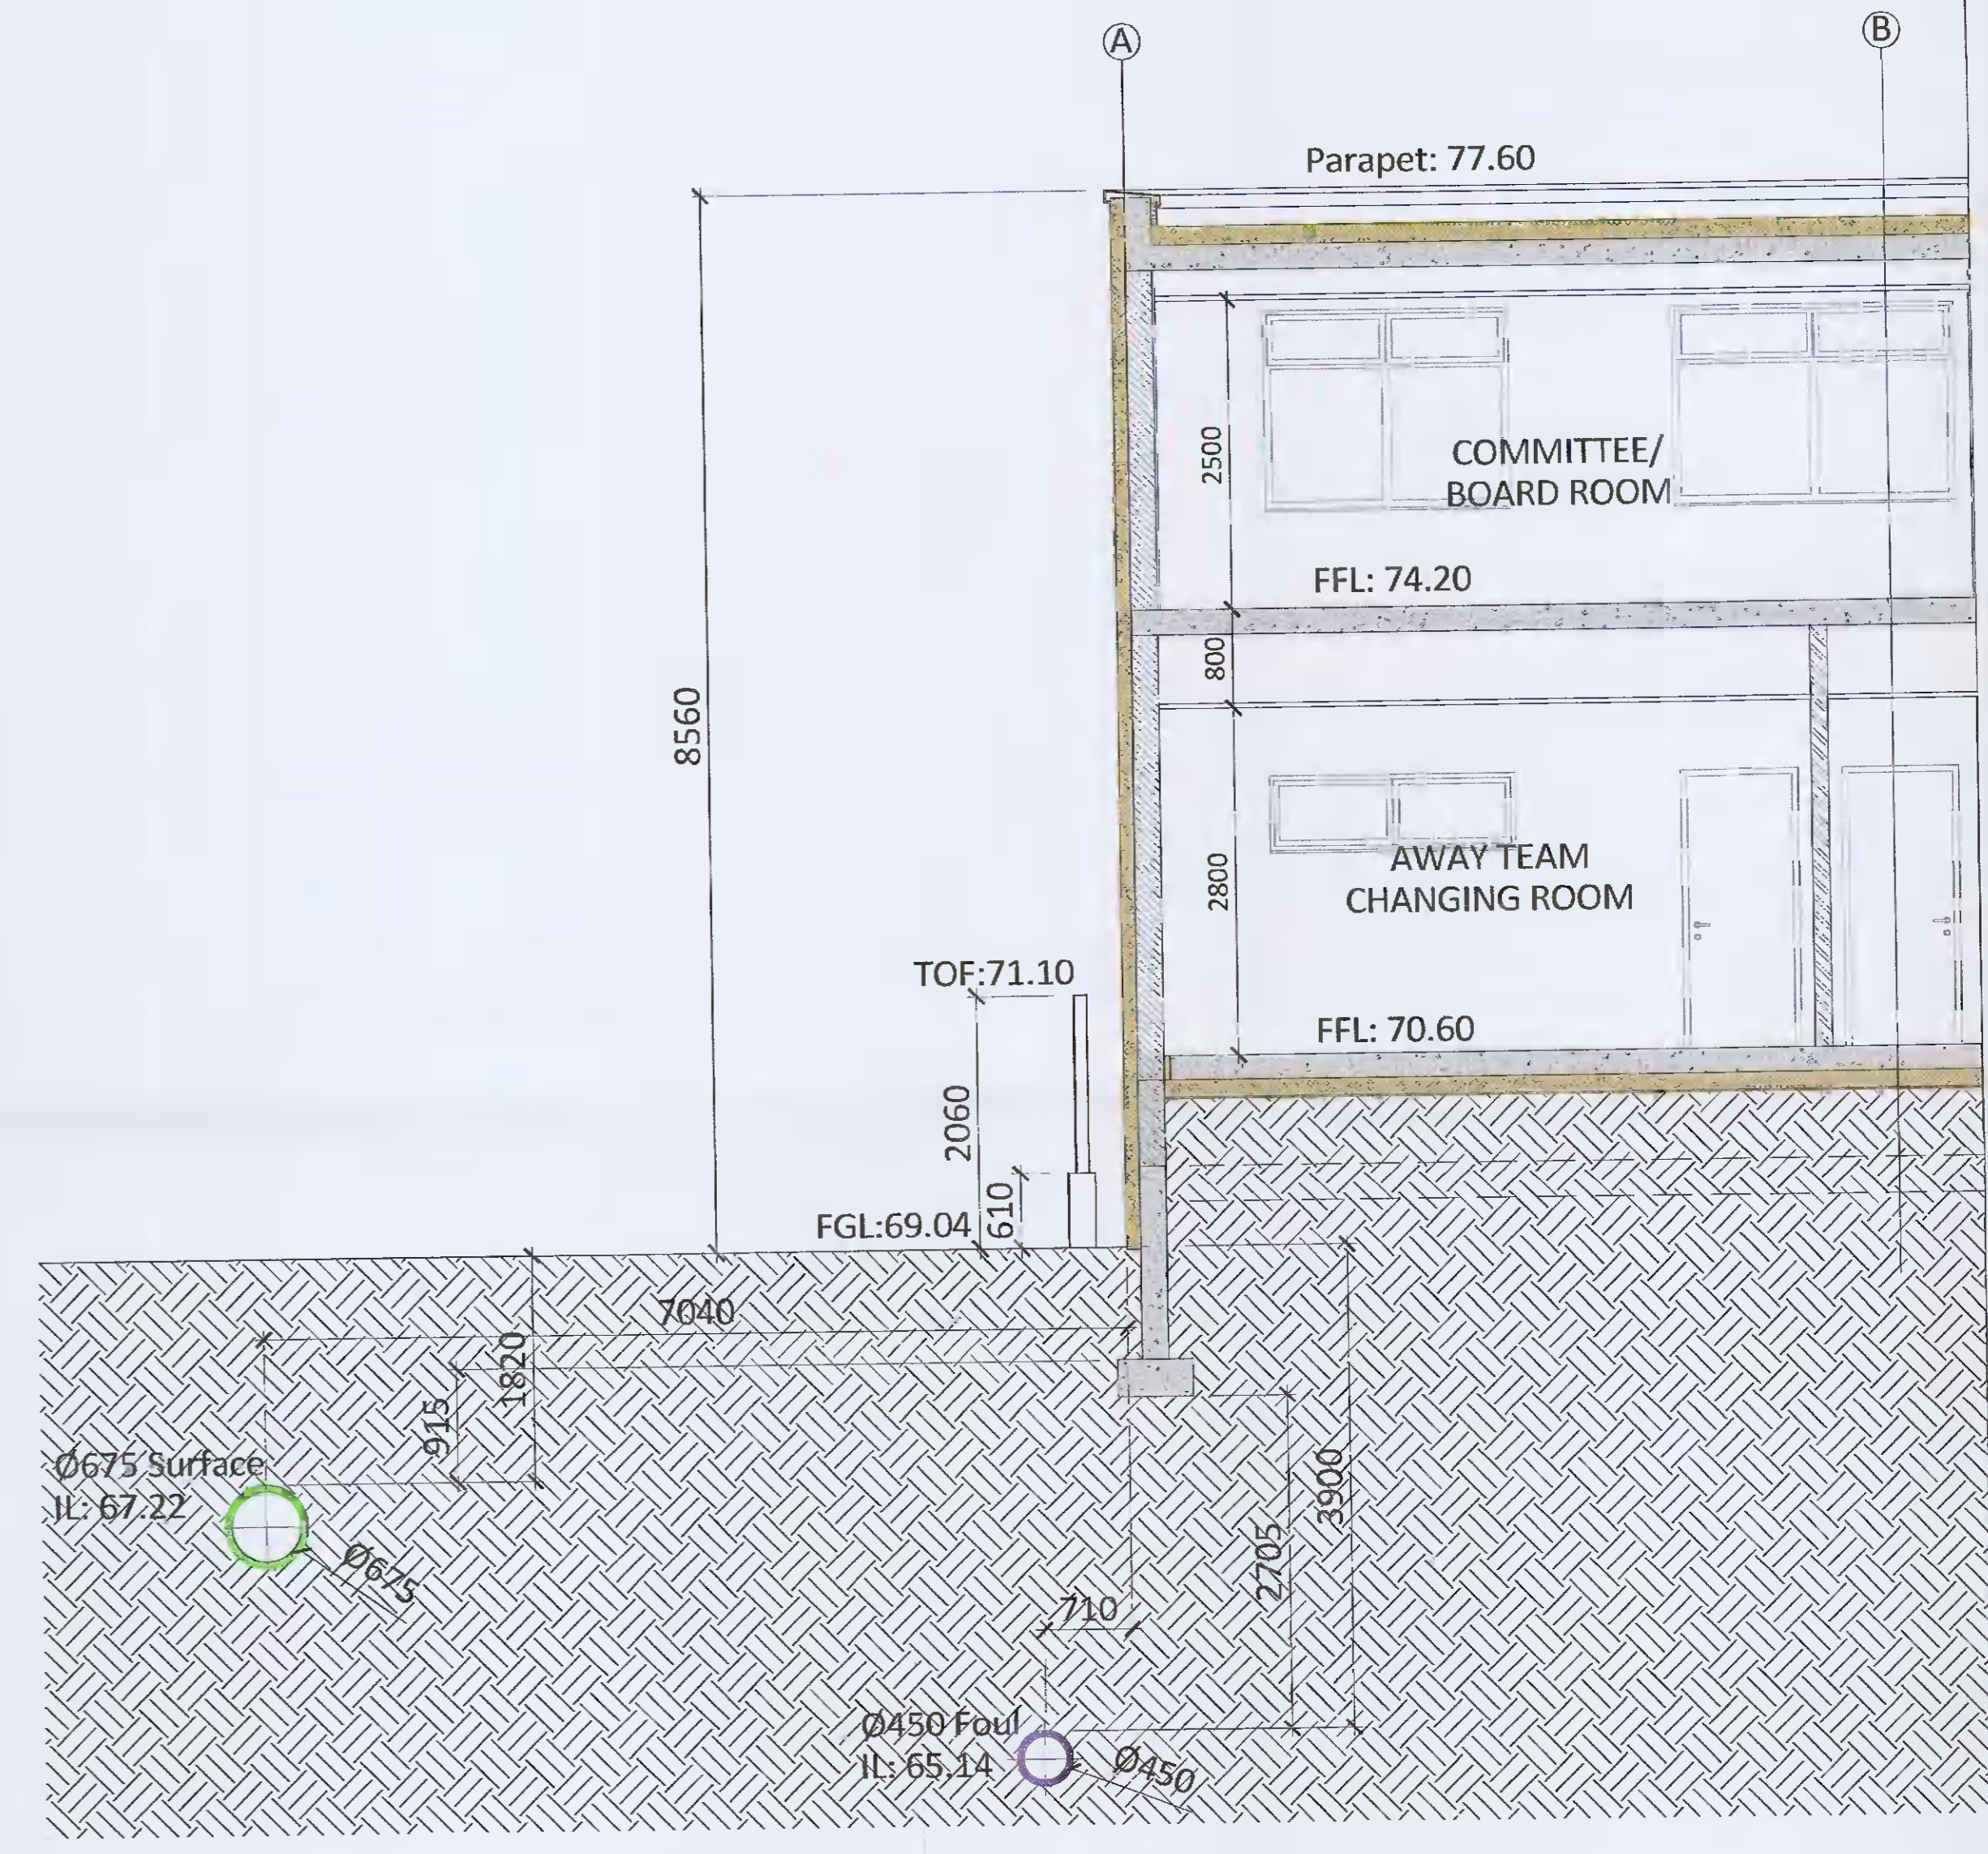 A
B
Parapet: 77.60
2500
COMMITTEE/
BOARD ROOM
FFL: 74.20
800
8560
2800
AWAY TEAM
CHANGING ROOM
TOF:71.10
FFL: 70.60
2060
610
FGL:69.04
7040
1820
915
Ø675 Surface
IL: 67.22
Ø675
3900
2705
710
Ø450 Foul
IL: 65.14
Ø450